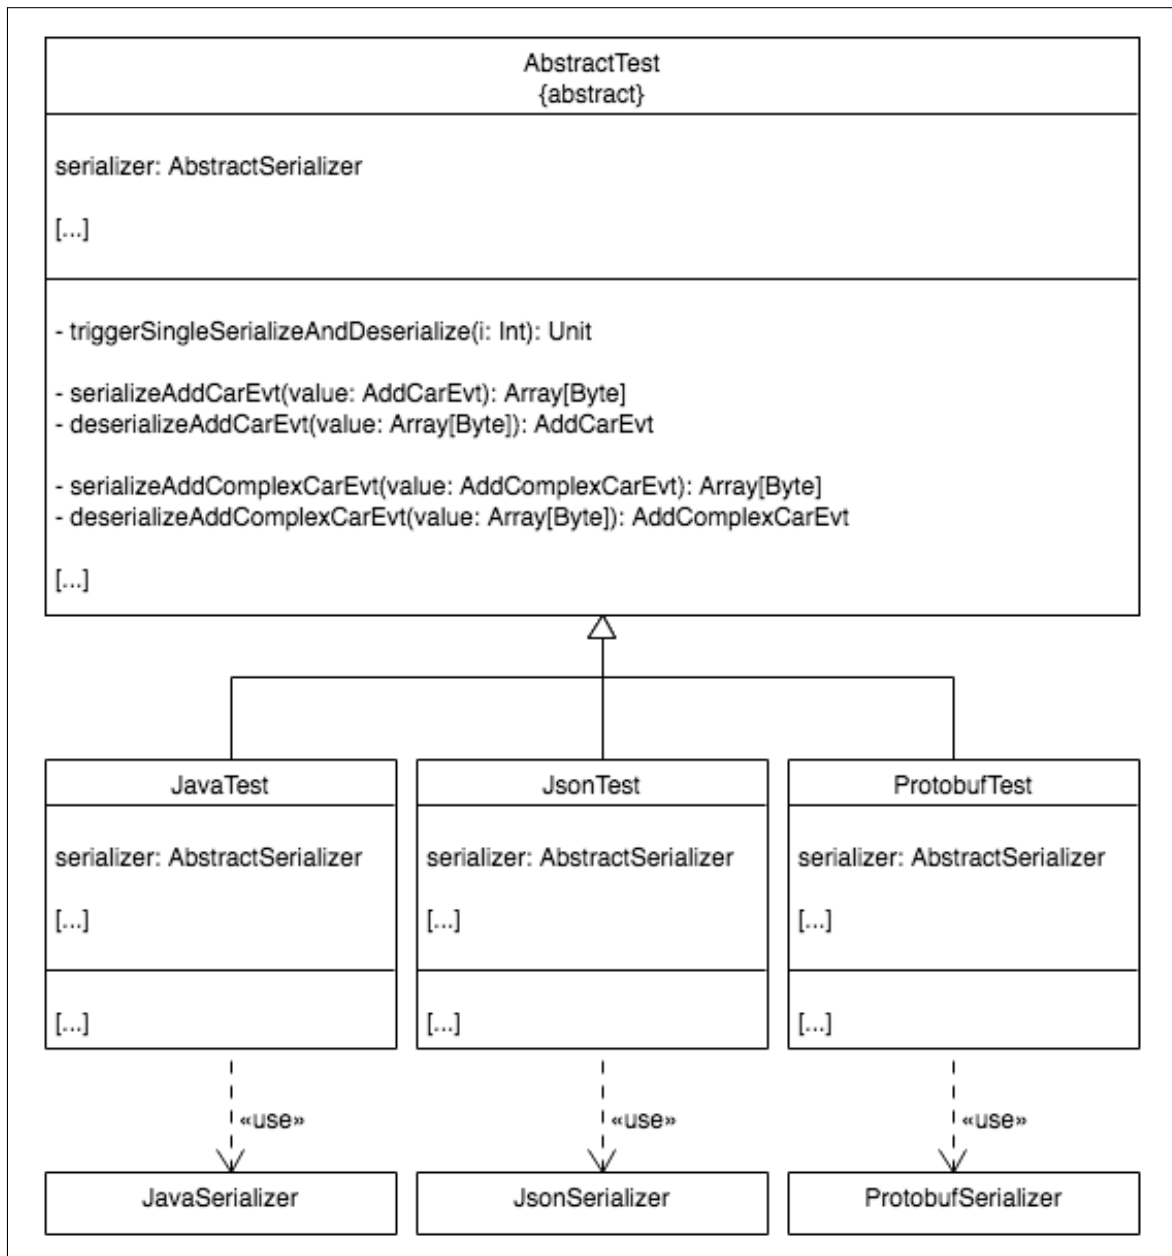 AbstractTest
{abstract}
serializer: AbstractSerializer
[...]
- triggerSingleSerializeAndDeserialize(i: Int): Unit
- serializeAddCarEvt(value: AddCarEvt): Array[Byte]
- deserializeAddCarEvt(value: Array[Byte]): AddCarEvt
- serializeAddComplexCarEvt(value: AddComplexCarEvt): Array[Byte]
- deserializeAddComplexCarEvt(value: Array[Byte]): AddComplexCarEvt
[...]
JavaTest
serializer: AbstractSerializer
[...]
[...]
«use»
JavaSerializer
JsonTest
serializer: AbstractSerializer
[...]
[...]
«use»
JsonSerializer
ProtobufTest
serializer: AbstractSerializer
[...]
[...]
«use»
ProtobufSerializer